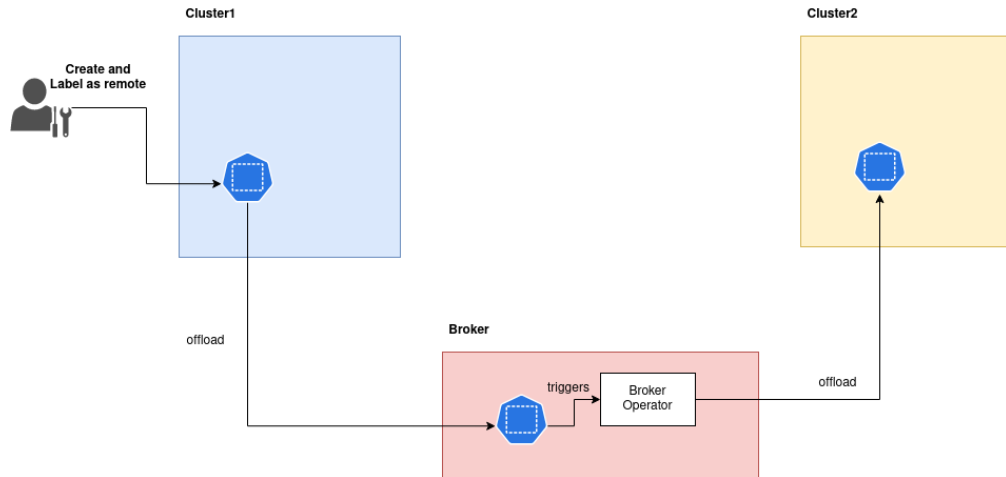 Cluster1
Cluster2
Create and
Label as remote
offload
Broker
triggers
Broker
Operator
offload